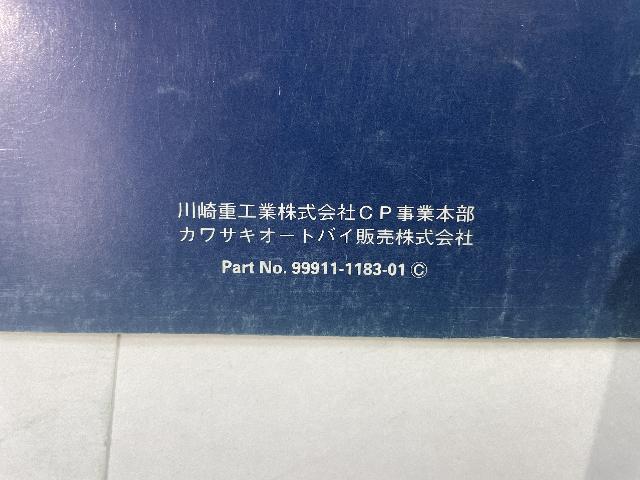 川崎重工業株式会社CP事業本部
カワサキオートバイ販売株式会社
Part No. 99911-1183-01 ©